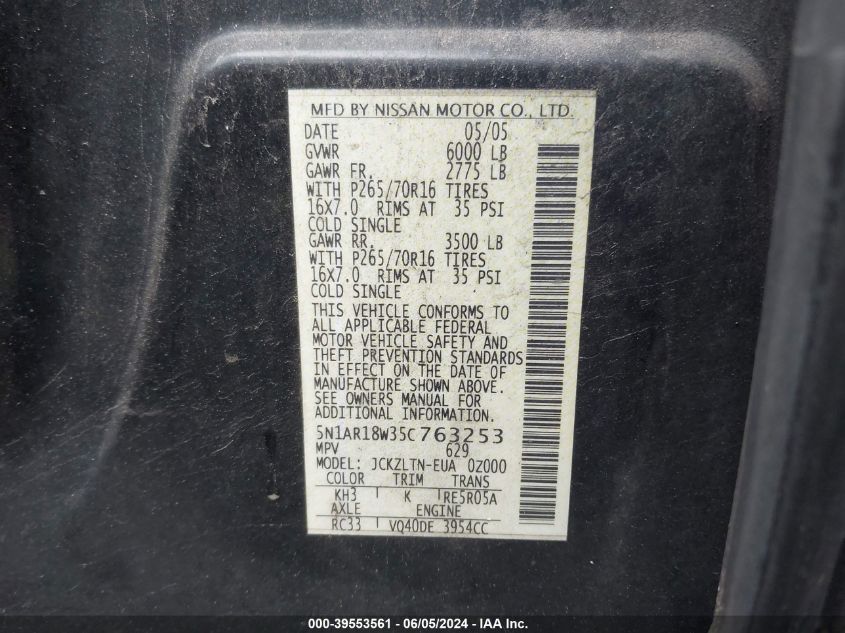 MFD BY NISSAN MOTOR CO., LTD.
DATE 05/05
GVWR 6000 LB
GAWR FR. 2775 LB
WITH P265/70R16 TIRES
16X7.0 RIMS AT 35 PSI
COLD SINGLE
GAWR RR. 3500 LB
WITH P265/70R16 TIRES
16X7.0 RIMS AT 35 PSI
COLD SINGLE
THIS VEHICLE CONFORMS TO
ALL APPLICABLE FEDERAL
MOTOR VEHICLE SAFETY AND
THEFT PREVENTION STANDARDS
IN EFFECT ON THE DATE OF
MANUFACTURE SHOWN ABOVE.
SEE OWNERS MANUAL FOR
ADDITIONAL INFORMATION.
5N1AR18W35C763253
MPV 629
MODEL: JCKZLTN-EUA 0Z000
COLOR TRIM TRANS
KH3 K RE5R05A
AXLE ENGINE
RC33 VQ40DE 3954CC
000-39553561 - 06/05/2024 - IAA Inc.